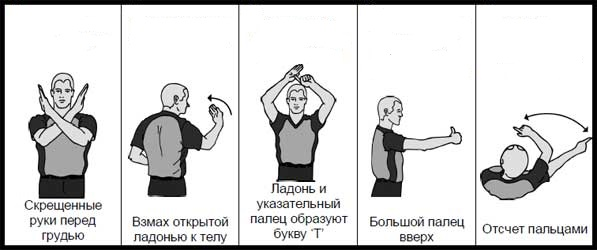 Скрещенные
руки перед
грудью
Взмах открытой
ладонью к телу
Ладонь и
указательный
палец образуют
букву ‘Т’
Большой палец
вверх
Отсчет пальцами